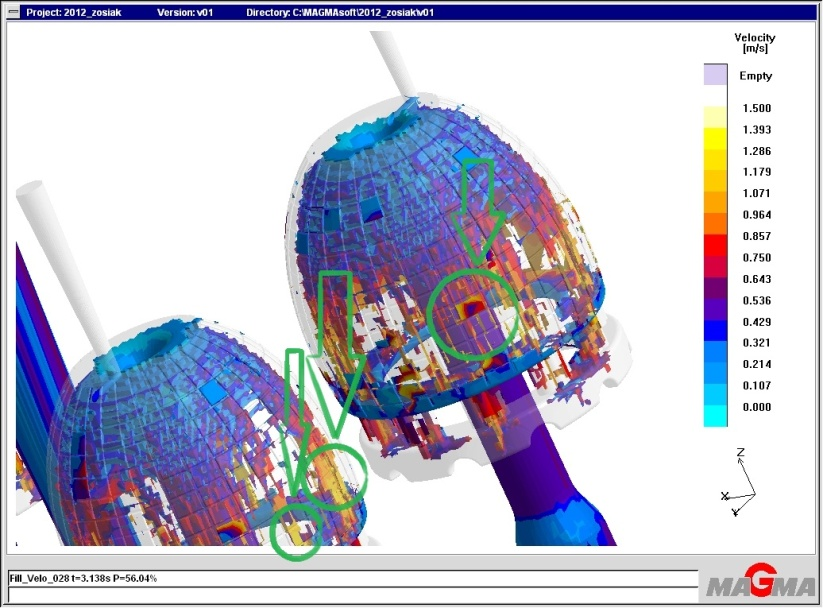 Project: 2012_zosiak Version: v01 Directory: C:\MAGMAsoft\2012_zosiak\v01
Velocity
[m/s]
Empty
1.500
1.393
1.286
1.179
1.071
0.964
0.857
0.750
0.643
0.536
0.429
0.321
0.214
0.107
0.000
Z
X
Y
Fill_Velo_028 t=3.138s P=56.04%
MAGMA